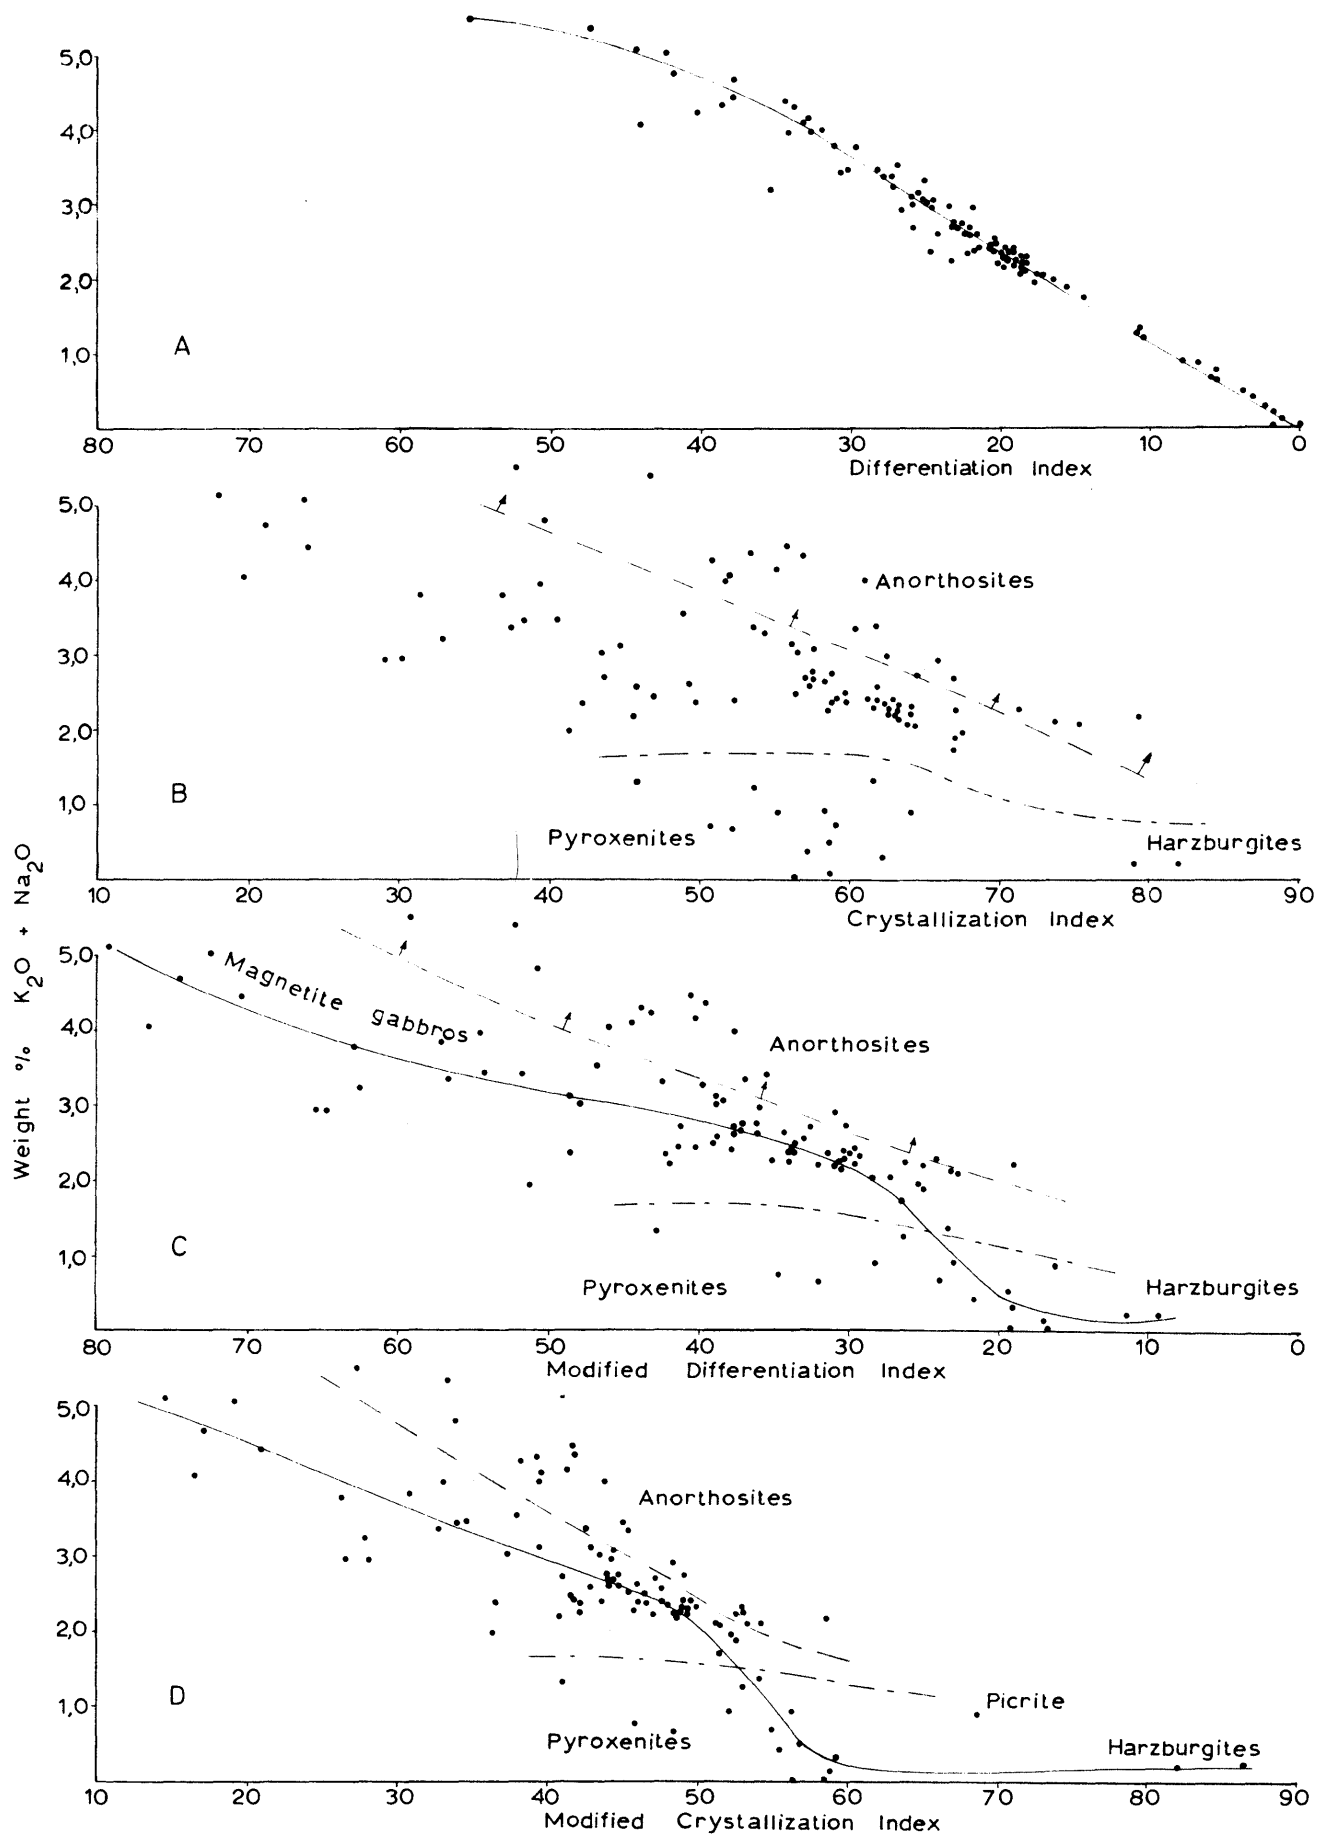 5,0
4,0
3,0
2,0
1,0
A
80 70 60 50 40 30 20 10 0
Differentiation Index
5,0
4,0
3,0
2,0
1,0
Anorthosites
B
Pyroxenites
Harzburgites
10 20 30 40 50 60 70 80 90
Crystallization Index
Weight % K2O + Na2O
5,0
4,0
3,0
2,0
1,0
Magnetite gabbros
Anorthosites
C
Pyroxenites
Harzburgites
80 70 60 50 40 30 20 10 0
Modified Differentiation Index
5,0
4,0
3,0
2,0
1,0
Anorthosites
D
Picrite
Pyroxenites
Harzburgites
10 20 30 40 50 60 70 80 90
Modified Crystallization Index